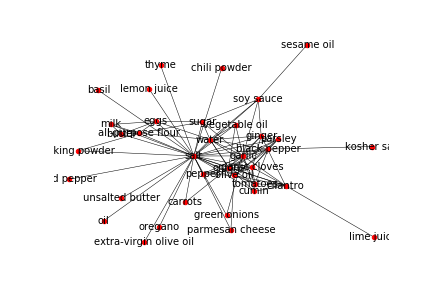 sesame oil
thyme
chili powder
basil
lemon juice
soy sauce
milk
eggs
sugar
vegetable oil
butter
all-purpose flour
water
ginger
parsley
king powder
black pepper
kosher sa
salt
garlic
cloves
d pepper
pepper
olive oil
tomatoes
cilantro
cumin
unsalted butter
carrots
oil
green onions
oregano
parmesan cheese
lime juic
extra-virgin olive oil